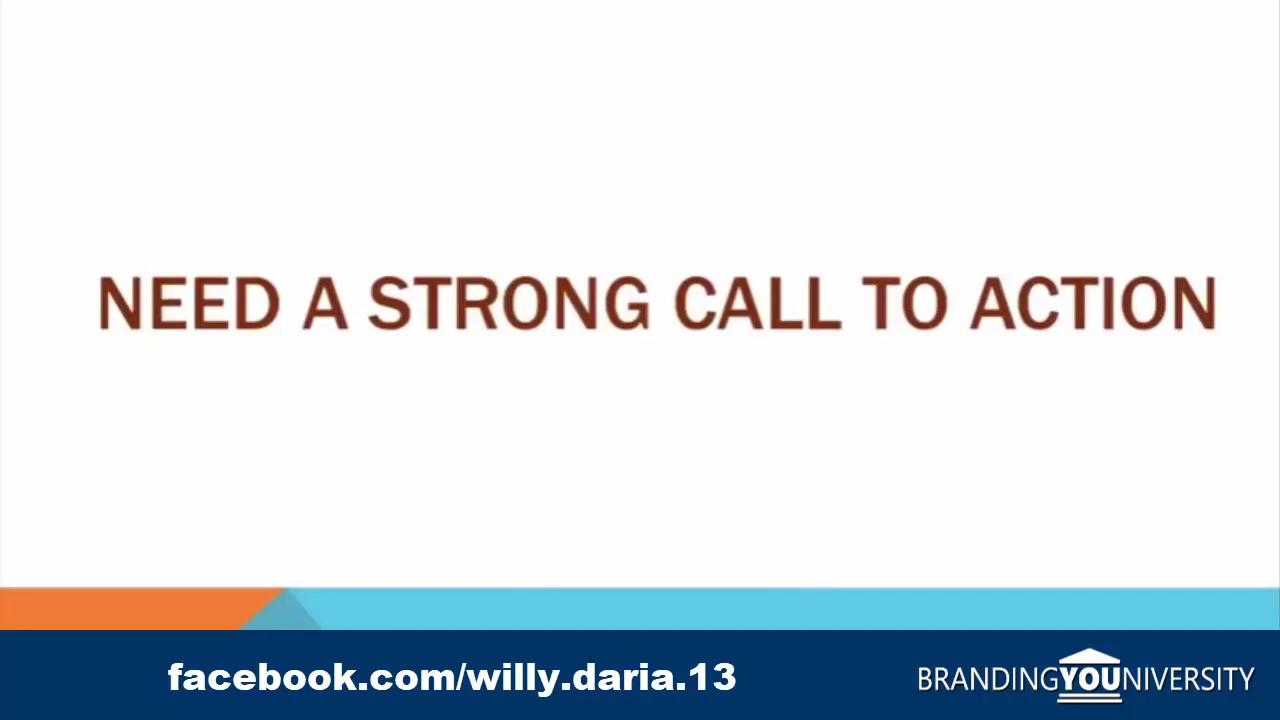 NEED A STRONG CALL TO ACTION
facebook.com/willy.daria.13
BRANDINGYOUNIVERSITY